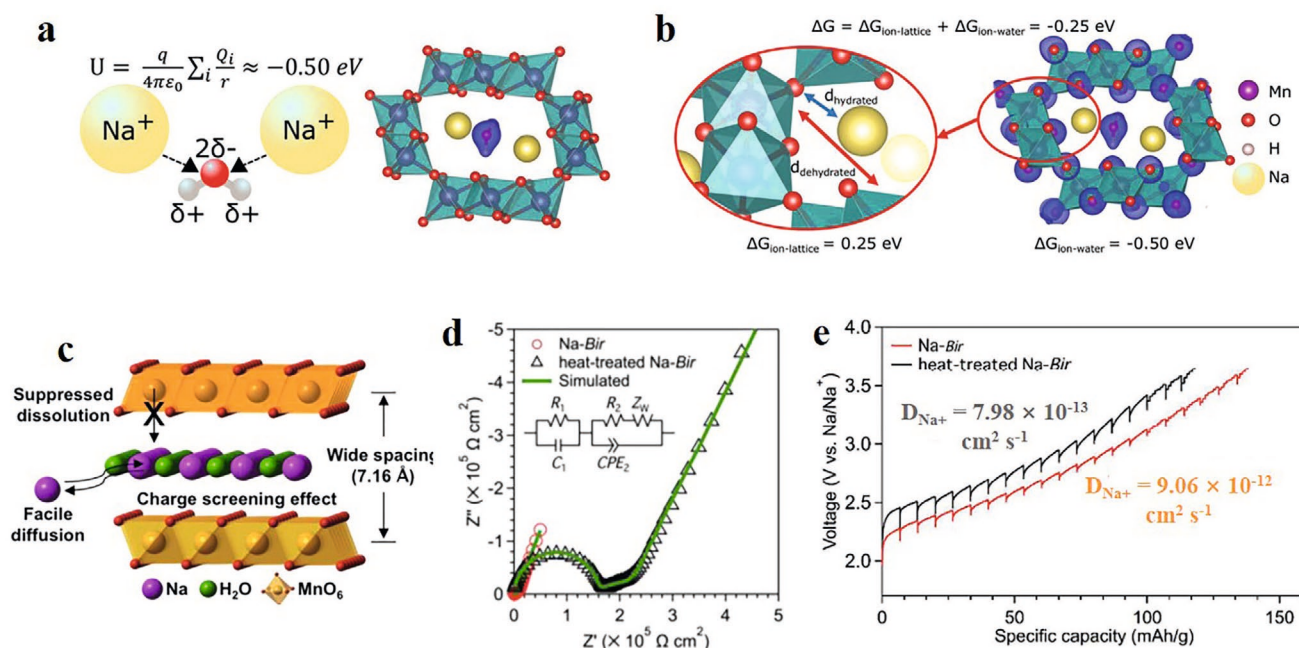 a
U = q/4πε₀ ∑ᵢ Qᵢ/r ≈ −0.50 eV
Na⁺
Na⁺
2δ-
δ+
δ+
b
ΔG = ΔG_ion-lattice + ΔG_ion-water = -0.25 eV
d_hydrated
d_dehydrated
Mn
O
H
Na
ΔG_ion-lattice = 0.25 eV
ΔG_ion-water = -0.50 eV
c
Suppressed
dissolution
X
Wide spacing
(7.16 Å)
Charge screening effect
Facile
diffusion
Na
H₂O
MnO₆
d
-5
-4
-3
-2
-1
0
Z'' (× 10⁵ Ω cm²)
Na-Bir
heat-treated Na-Bir
Simulated
R₁
R₂
Z_W
C₁
CPE₂
0
1
2
3
4
5
Z' (× 10⁵ Ω cm²)
e
4.0
3.5
3.0
2.5
2.0
Voltage (V vs. Na/Na⁺)
Na-Bir
heat-treated Na-Bir
D_Na+ = 7.98 × 10⁻¹³
cm² s⁻¹
D_Na+ = 9.06 × 10⁻¹²
cm² s⁻¹
0
50
100
150
Specific capacity (mAh/g)